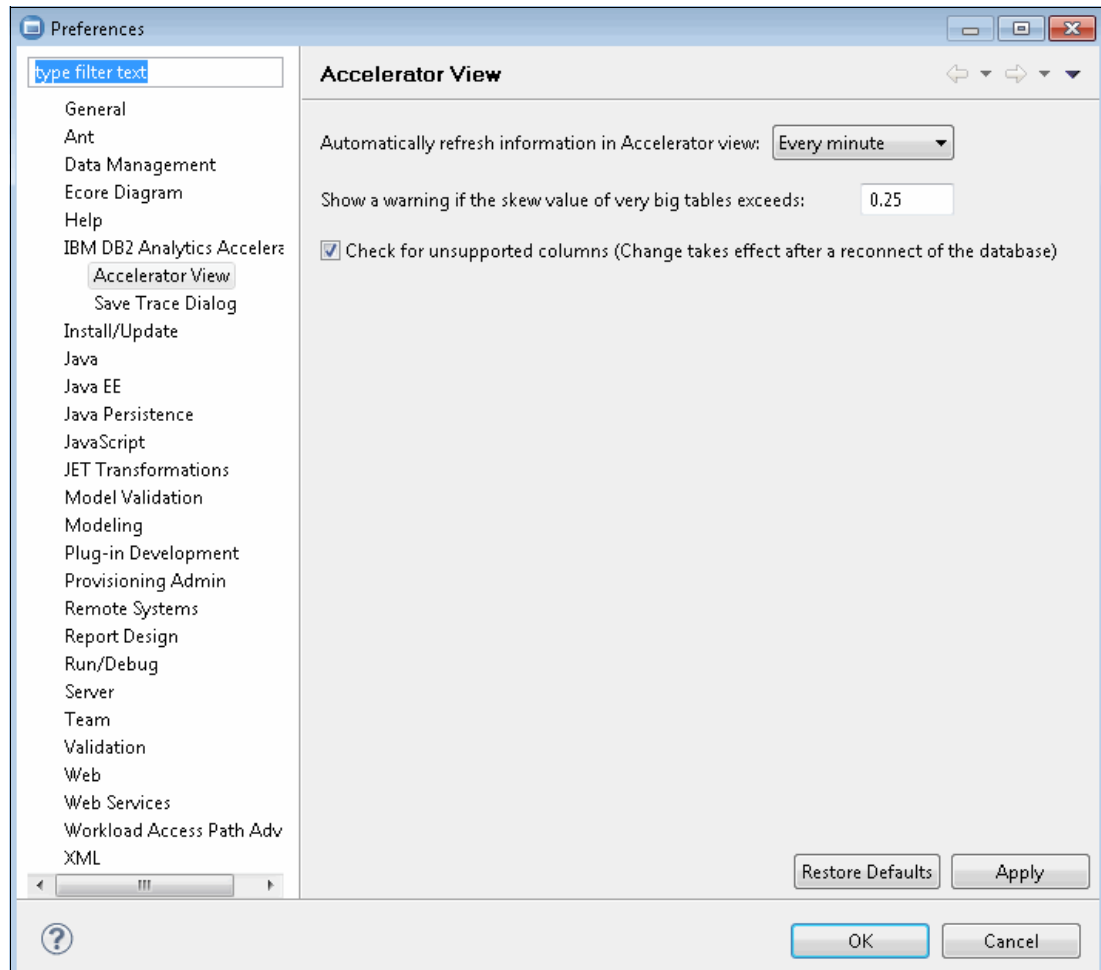 Preferences
type filter text
General
Ant
Data Management
Ecore Diagram
Help
IBM DB2 Analytics Accelera
Accelerator View
Save Trace Dialog
Install/Update
Java
Java EE
Java Persistence
JavaScript
JET Transformations
Model Validation
Modeling
Plug-in Development
Provisioning Admin
Remote Systems
Report Design
Run/Debug
Server
Team
Validation
Web
Web Services
Workload Access Path Adv
XML
Accelerator View
Automatically refresh information in Accelerator view: Every minute
Show a warning if the skew value of very big tables exceeds: 0.25
Check for unsupported columns (Change takes effect after a reconnect of the database)
Restore Defaults Apply
OK Cancel